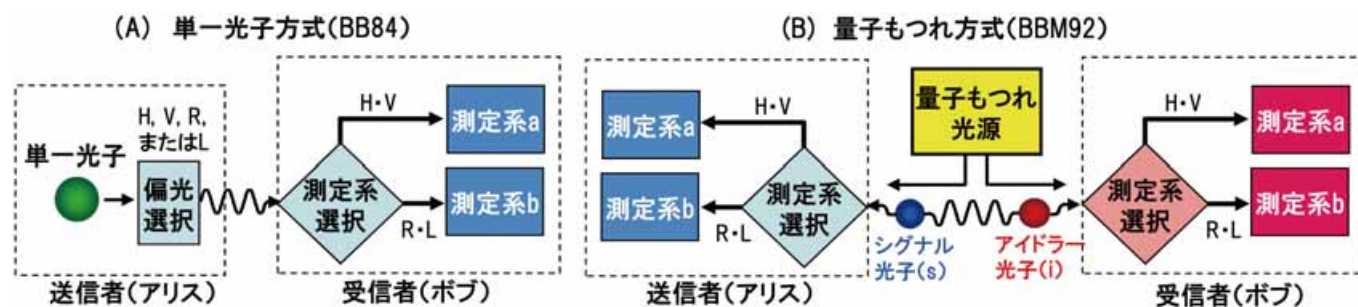 (A) 単一光子方式(BB84)
H, V, R,
またはL
単一光子
偏光
選択
測定系
選択
H・V
測定系a
測定系b
R・L
送信者(アリス)
受信者(ボブ)
(B) 量子もつれ方式(BBM92)
測定系a
H・V
測定系b
R・L
測定系
選択
量子もつれ
光源
シグナル
光子(s)
アイドラー
光子(i)
測定系
選択
H・V
測定系a
測定系b
R・L
送信者(アリス)
受信者(ボブ)